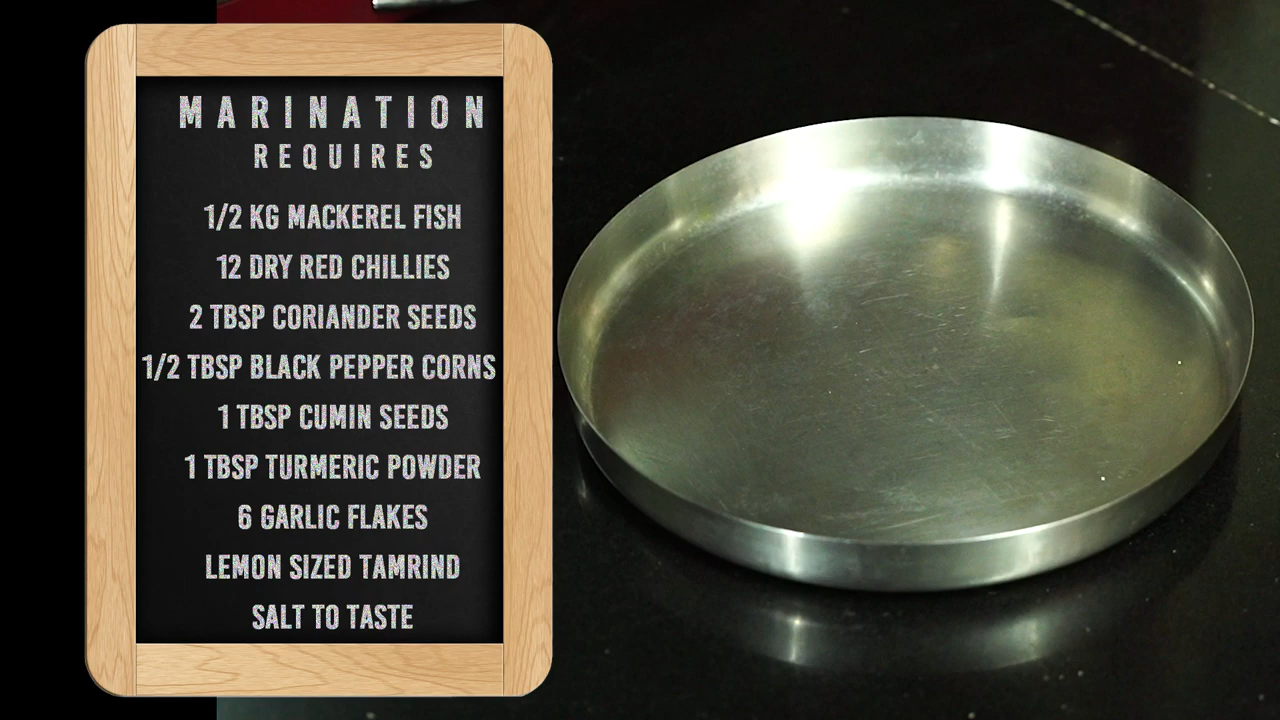 MARINATION
REQUIRES
1/2 KG MACKEREL FISH
12 DRY RED CHILLIES
2 TBSP CORIANDER SEEDS
1/2 TBSP BLACK PEPPER CORNS
1 TBSP CUMIN SEEDS
1 TBSP TURMERIC POWDER
6 GARLIC FLAKES
LEMON SIZED TAMRIND
SALT TO TASTE